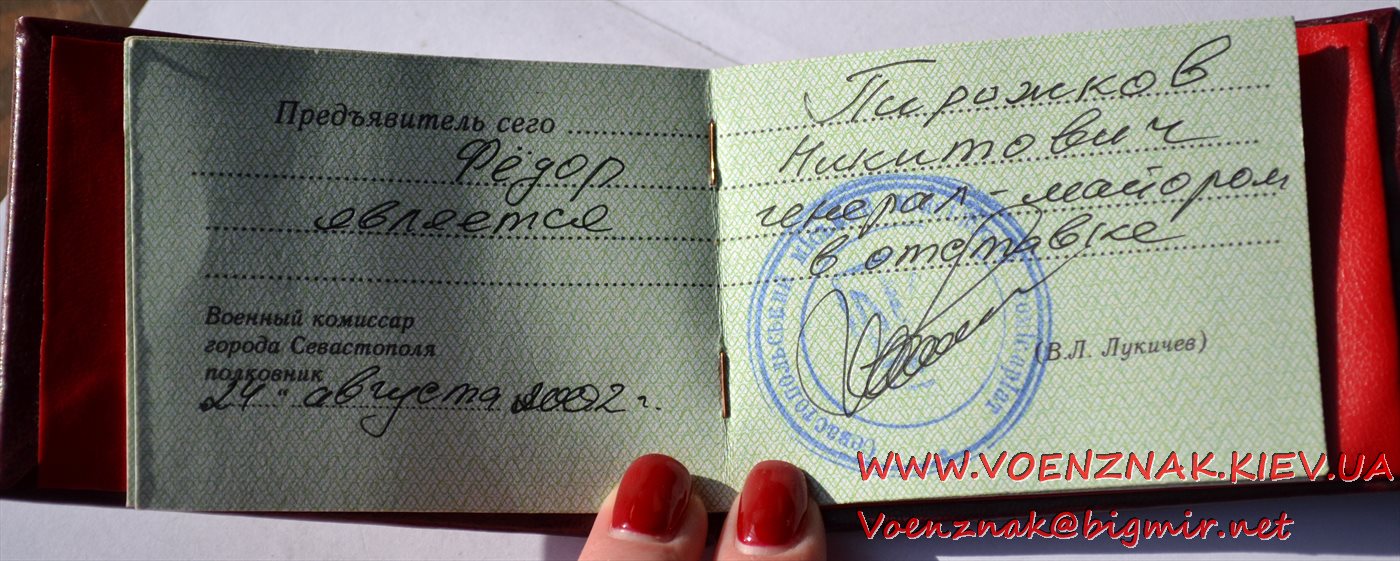 Предъявитель сего Пирожков
Фёдор Никитович
является генерал-майором
в отставке
Военный комиссар
города Севастополя
полковник
(В.Л. Лукичев)
24 " августа 2002 г.
Севастопольський
WWW.VOENZNAK.KIEV.UA
Voenznak@bigmir.net